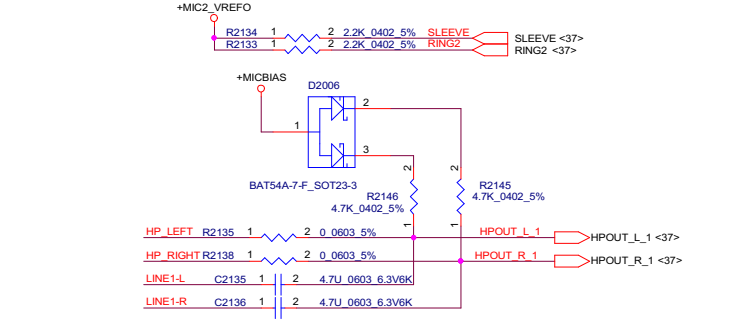 +MIC2_VREFO
R2134 1 2 2.2K_0402_5% SLEEVE SLEEVE <37>
R2133 1 2 2.2K_0402_5% RING2 RING2 <37>
+MICBIAS
D2006
2
1
3
BAT54A-7-F_SOT23-3
2 2
R2146 R2145
4.7K_0402_5% 4.7K_0402_5%
1 1
HP_LEFT R2135 1 2 0_0603_5% HPOUT_L_1 HPOUT_L_1 <37>
HP_RIGHT R2138 1 2 0_0603_5% HPOUT_R_1 HPOUT_R_1 <37>
LINE1-L C2135 1 2 4.7U_0603_6.3V6K
LINE1-R C2136 1 2 4.7U_0603_6.3V6K